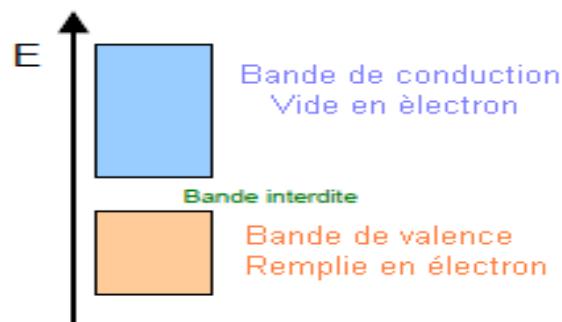 E
Bande de conduction
Vide en èlectron
Bande interdite
Bande de valence
Remplie en électron